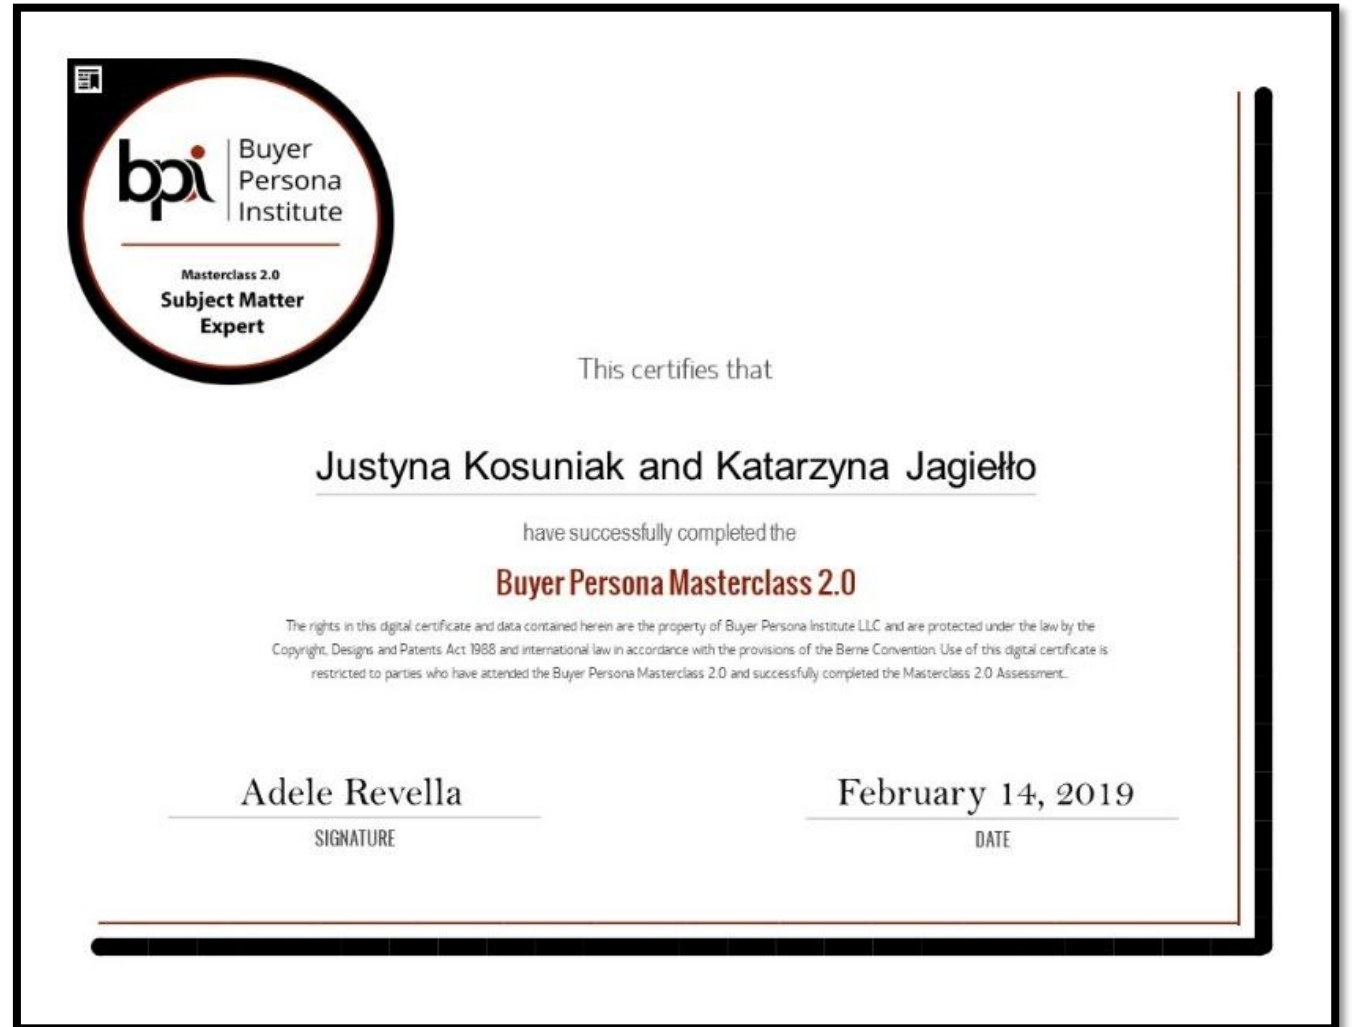 bpi
Buyer
Persona
Institute
Masterclass 2.0
Subject Matter
Expert
This certifies that
Justyna Kosuniak and Katarzyna Jagiełło
have successfully completed the
Buyer Persona Masterclass 2.0
The rights in this digital certificate and data contained herein are the property of Buyer Persona Institute LLC and are protected under the law by the
Copyright, Designs and Patents Act 1988 and international law in accordance with the provisions of the Berne Convention. Use of this digital certificate is
restricted to parties who have attended the Buyer Persona Masterclass 2.0 and successfully completed the Masterclass 2.0 Assessment..
Adele Revella
SIGNATURE
February 14, 2019
DATE